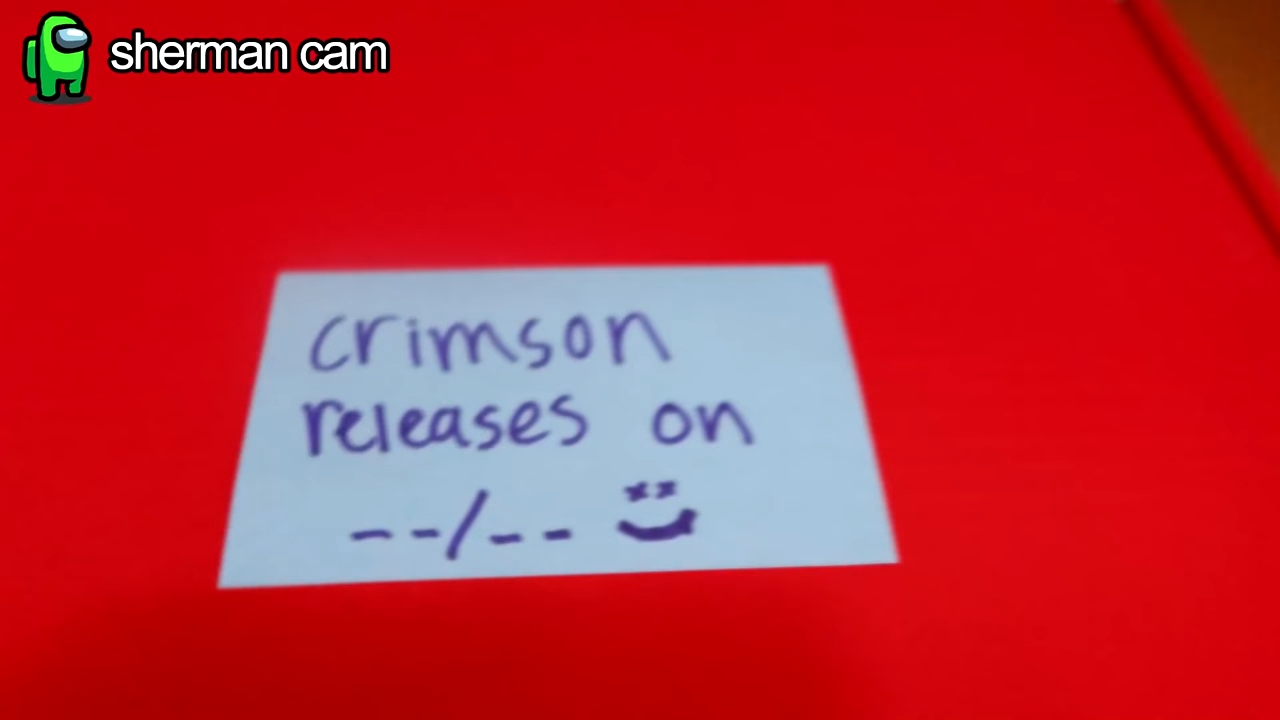 sherman cam
crimson
releases on
--/--